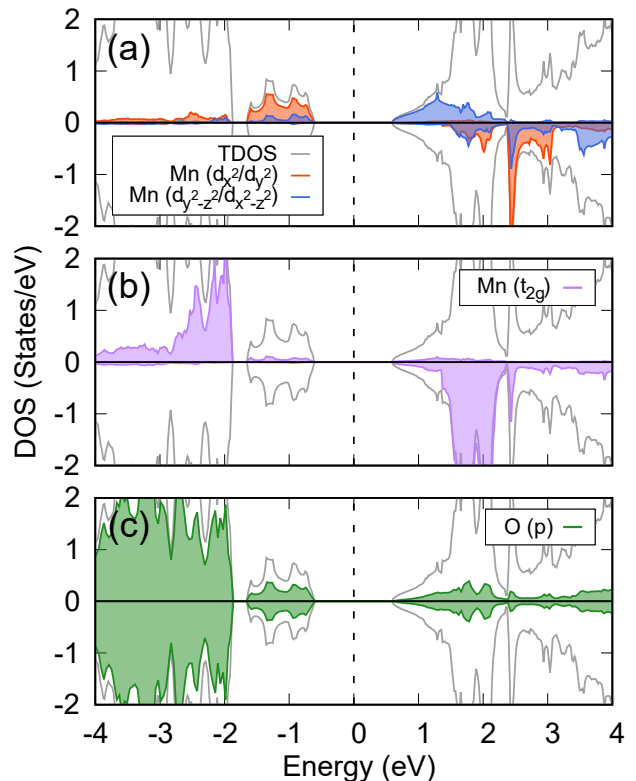 2
(a)
1
0
TDOS
Mn (dx²/dy²)
Mn (dy²-z²/dx²-z²)
-1
-2
2
(b)
Mn (t2g)
1
0
-1
-2
DOS (States/eV)
2
(c)
O (p)
1
0
-1
-2
-4 -3 -2 -1 0 1 2 3 4
Energy (eV)